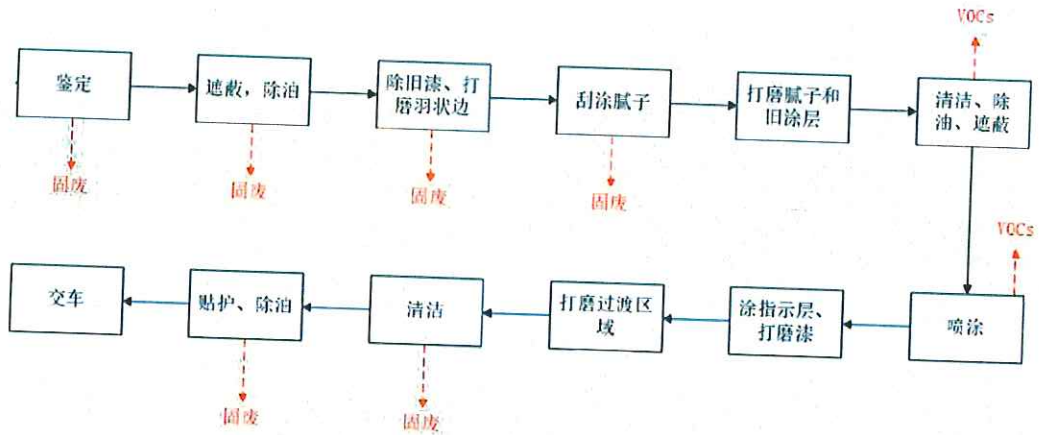 VOCs
鉴定
遮蔽，除油
除旧漆、打
磨羽状边
刮涂腻子
打磨腻子和
旧涂层
清洁、除
油、遮蔽
固废
固废
固废
固废
VOCs
交车
贴护、除油
清洁
打磨过渡区
域
涂指示层、
打磨漆
喷涂
固废
固废